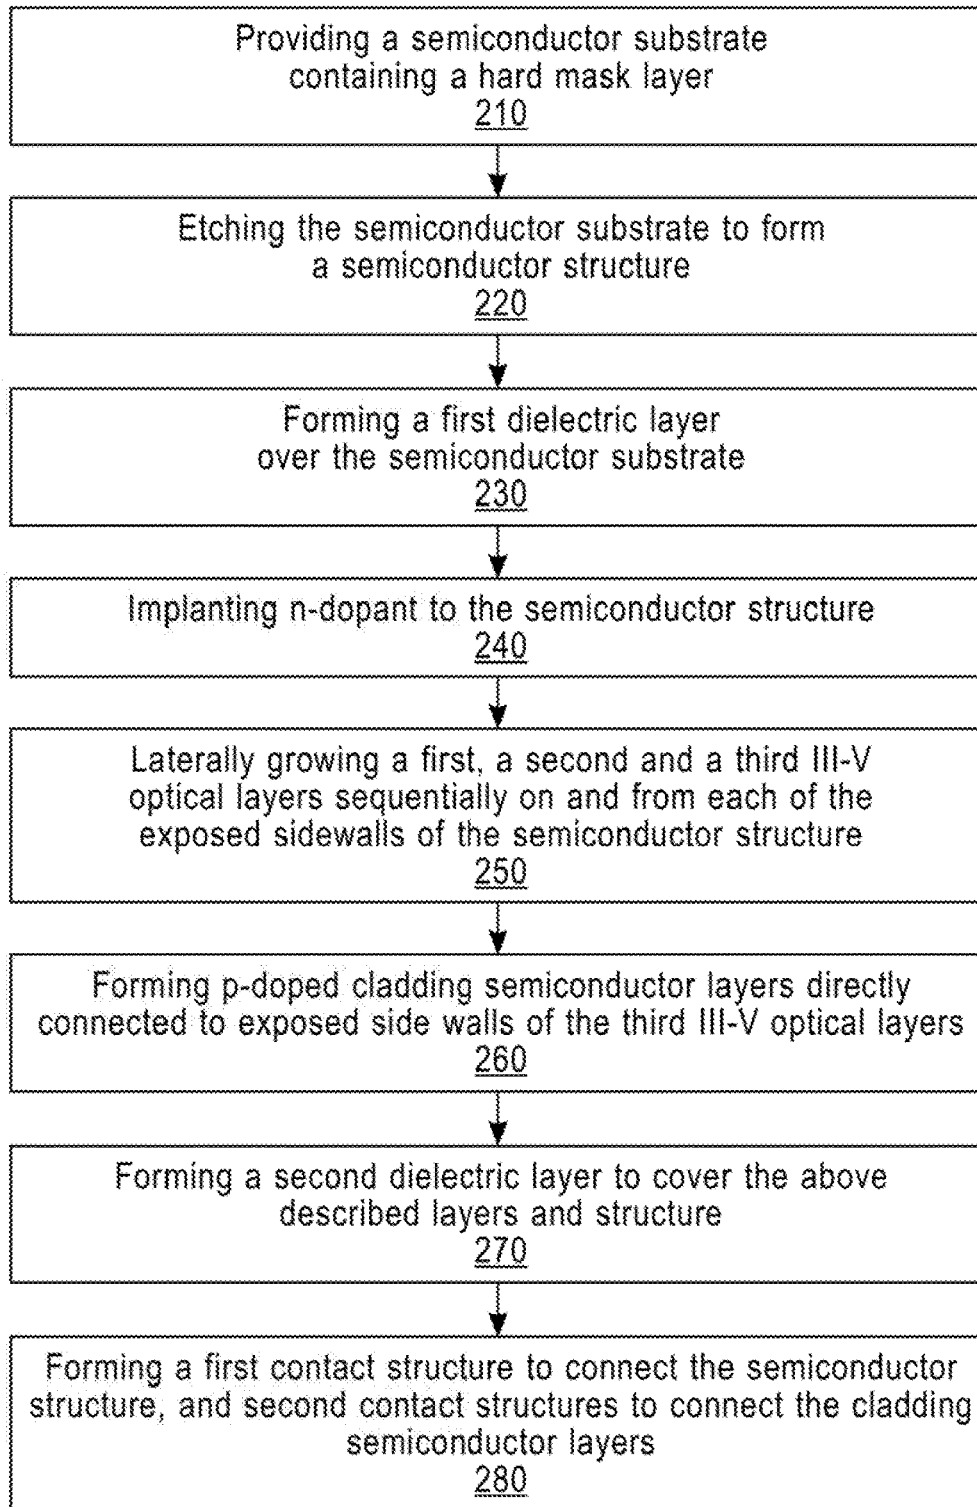 Providing a semiconductor substrate
containing a hard mask layer
210
Etching the semiconductor substrate to form
a semiconductor structure
220
Forming a first dielectric layer
over the semiconductor substrate
230
Implanting n-dopant to the semiconductor structure
240
Laterally growing a first, a second and a third III-V
optical layers sequentially on and from each of the
exposed sidewalls of the semiconductor structure
250
Forming p-doped cladding semiconductor layers directly
connected to exposed side walls of the third III-V optical layers
260
Forming a second dielectric layer to cover the above
described layers and structure
270
Forming a first contact structure to connect the semiconductor
structure, and second contact structures to connect the cladding
semiconductor layers
280